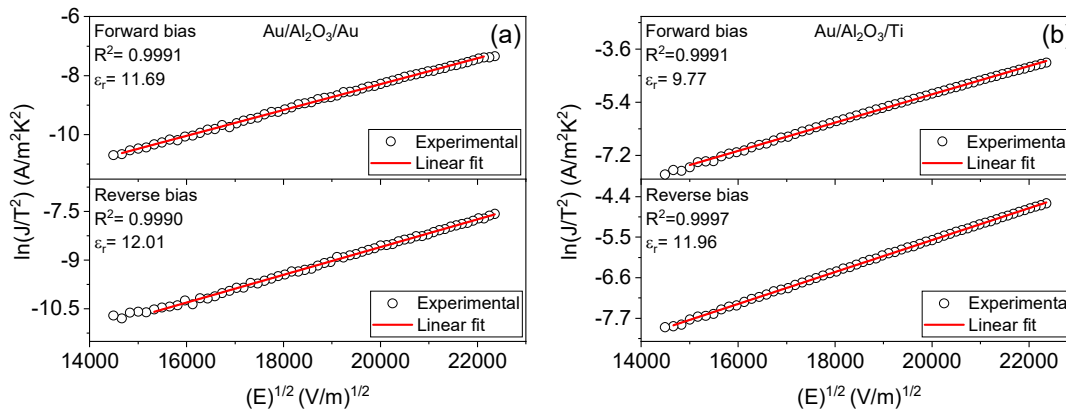 -6
Forward bias
Au/Al₂O₃/Au
(a)
R²= 0.9991
εr= 11.69
-8
-10
Experimental
Linear fit
Reverse bias
R²= 0.9990
εr= 12.01
-7.5
-9
-10.5
Experimental
Linear fit
14000 16000 18000 20000 22000
(E)¹/² (V/m)¹/²
ln(J/T²) (A/m²K²)
Forward bias
Au/Al₂O₃/Ti
(b)
R²=0.9991
εr= 9.77
-3.6
-5.4
-7.2
Experimental
Linear fit
Reverse bias
R²=0.9997
εr= 11.96
-4.4
-5.5
-6.6
-7.7
Experimental
Linear fit
14000 16000 18000 20000 22000
(E)¹/² (V/m)¹/²
ln(J/T²) (A/m²K²)